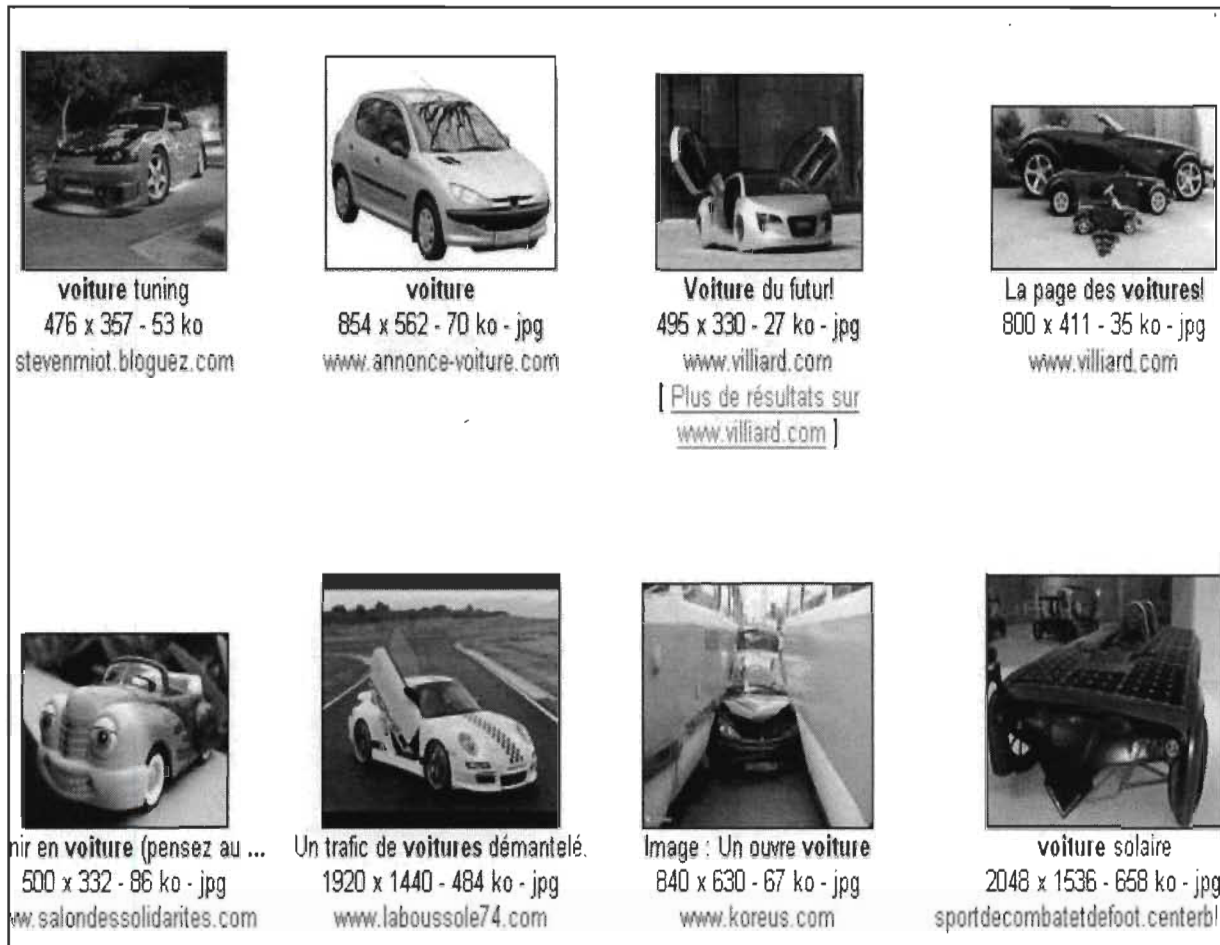 voiture tuning
476 x 357 - 53 ko
stevenmiot.bloguez.com
voiture
854 x 562 - 70 ko - jpg
www.annonce-voiture.com
Voiture du futur!
495 x 330 - 27 ko - jpg
www.villiard.com
[ Plus de résultats sur
www.villiard.com ]
La page des voitures!
800 x 411 - 35 ko - jpg
www.villiard.com
nir en voiture (pensez au ...
500 x 332 - 86 ko - jpg
ww.salondessolidarites.com
Un trafic de voitures démantelé.
1920 x 1440 - 484 ko - jpg
www.laboussole74.com
Image : Un ouvre voiture
840 x 630 - 67 ko - jpg
www.koreus.com
voiture solaire
2048 x 1536 - 658 ko - jpg
sportdecombatetdefoot.centerbl